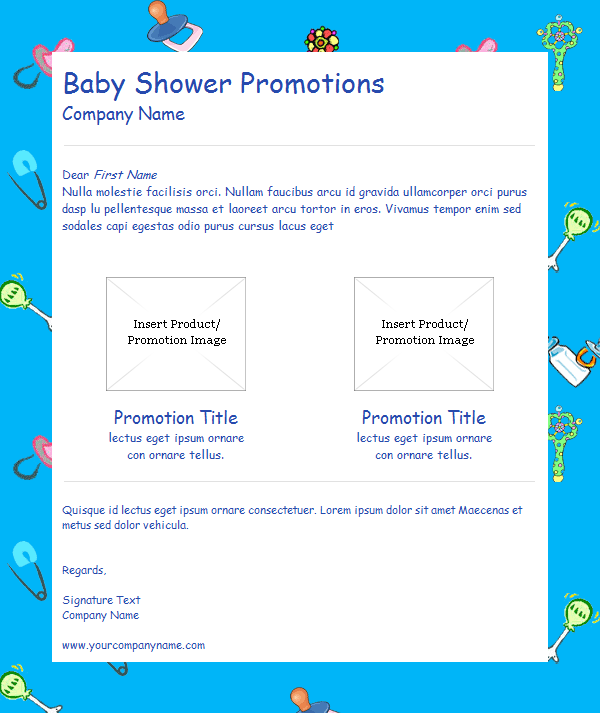 Baby Shower Promotions
Company Name
Dear First Name
Nulla molestie facilisis orci. Nullam faucibus arcu id gravida ullamcorper orci purus
dasp lu pellentesque massa et laoreet arcu tortor in eros. Vivamus tempor enim sed
sodales capi egestas odio purus cursus lacus eget
Insert Product/
Promotion Image
Insert Product/
Promotion Image
Promotion Title
lectus eget ipsum ornare
con ornare tellus.
Promotion Title
lectus eget ipsum ornare
con ornare tellus.
Quisque id lectus eget ipsum ornare consectetuer. Lorem ipsum dolor sit amet Maecenas et
metus sed dolor vehicula.
Regards,
Signature Text
Company Name
www.yourcompanyname.com